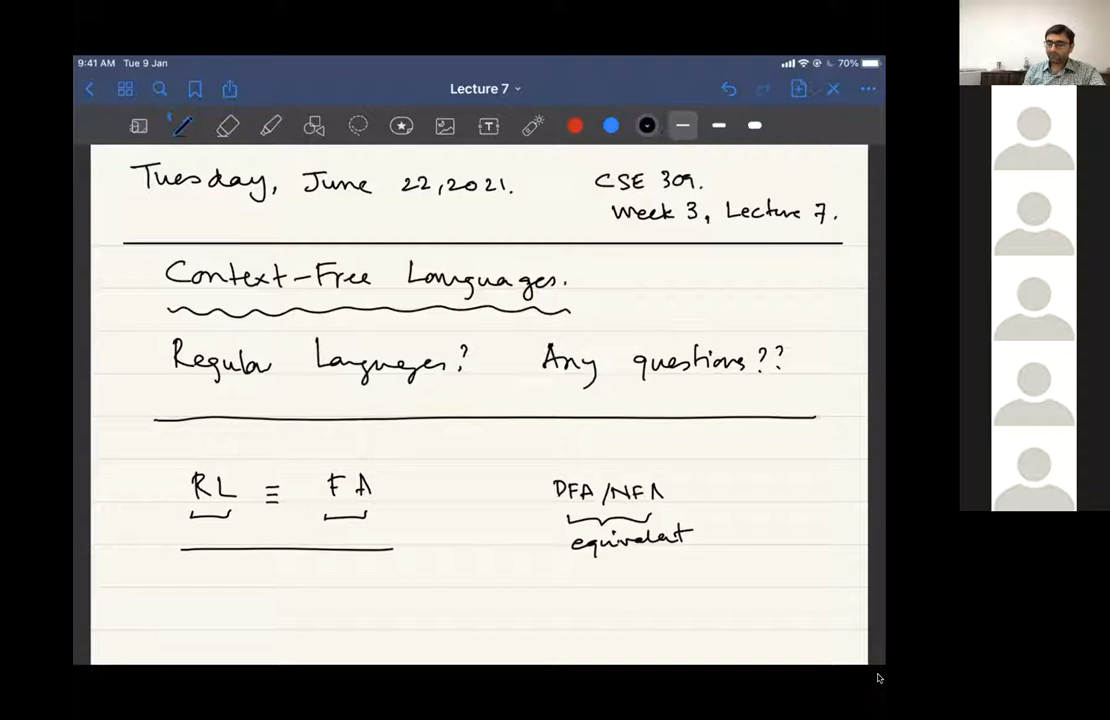 9:41 AM Tue 9 Jan 70%
Lecture 7
Tuesday, June 22, 2021. CSE 309.
Week 3, Lecture 7.
Context-Free Languages.
Regular Languages? Any questions??
RL ≡ FA DFA/NFA
equivalent